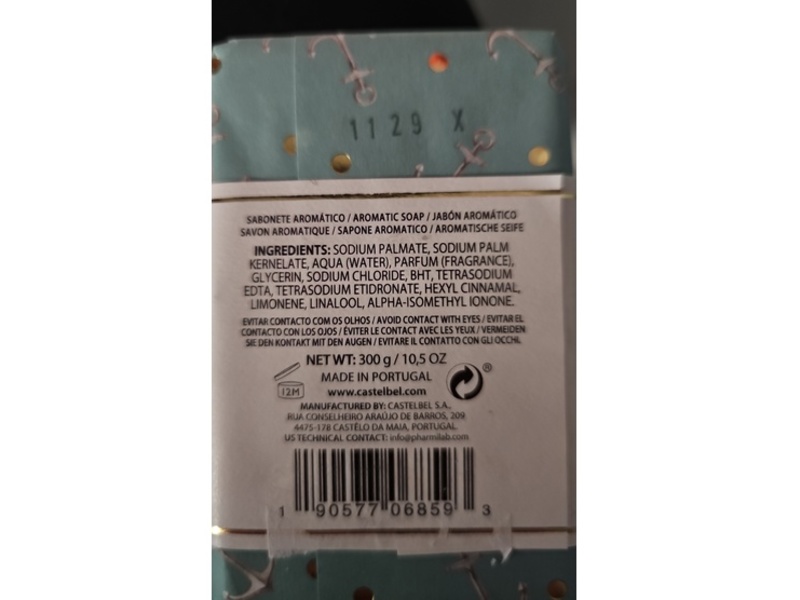 1129 X
SABONETE AROMÁTICO / AROMATIC SOAP / JABÓN AROMÁTICO
SAVON AROMATIQUE / SAPONE AROMATICO / AROMATISCHE SEIFE
INGREDIENTS: SODIUM PALMATE, SODIUM PALM
KERNELATE, AQUA (WATER), PARFUM (FRAGRANCE),
GLYCERIN, SODIUM CHLORIDE, BHT, TETRASODIUM
EDTA, TETRASODIUM ETIDRONATE, HEXYL CINNAMAL,
LIMONENE, LINALOOL, ALPHA-ISOMETHYL IONONE.
EVITAR CONTACTO COM OS OLHOS / AVOID CONTACT WITH EYES / EVITAR EL
CONTACTO CON LOS OJOS / ÉVITER LE CONTACT AVEC LES YEUX / VERMEIDEN
SIE DEN KONTAKT MIT DEN AUGEN / EVITARE IL CONTATTO CON GLI OCCHI.
NET WT: 300 g / 10,5 OZ
MADE IN PORTUGAL
®
12M
www.castelbel.com
MANUFACTURED BY: CASTELBEL S.A.
RUA CONSELHEIRO ARAÚJO DE BARROS, 209
4475-178 CASTÊLO DA MAIA, PORTUGAL
US TECHNICAL CONTACT: info@pharmilab.com
1 90577 06859 3